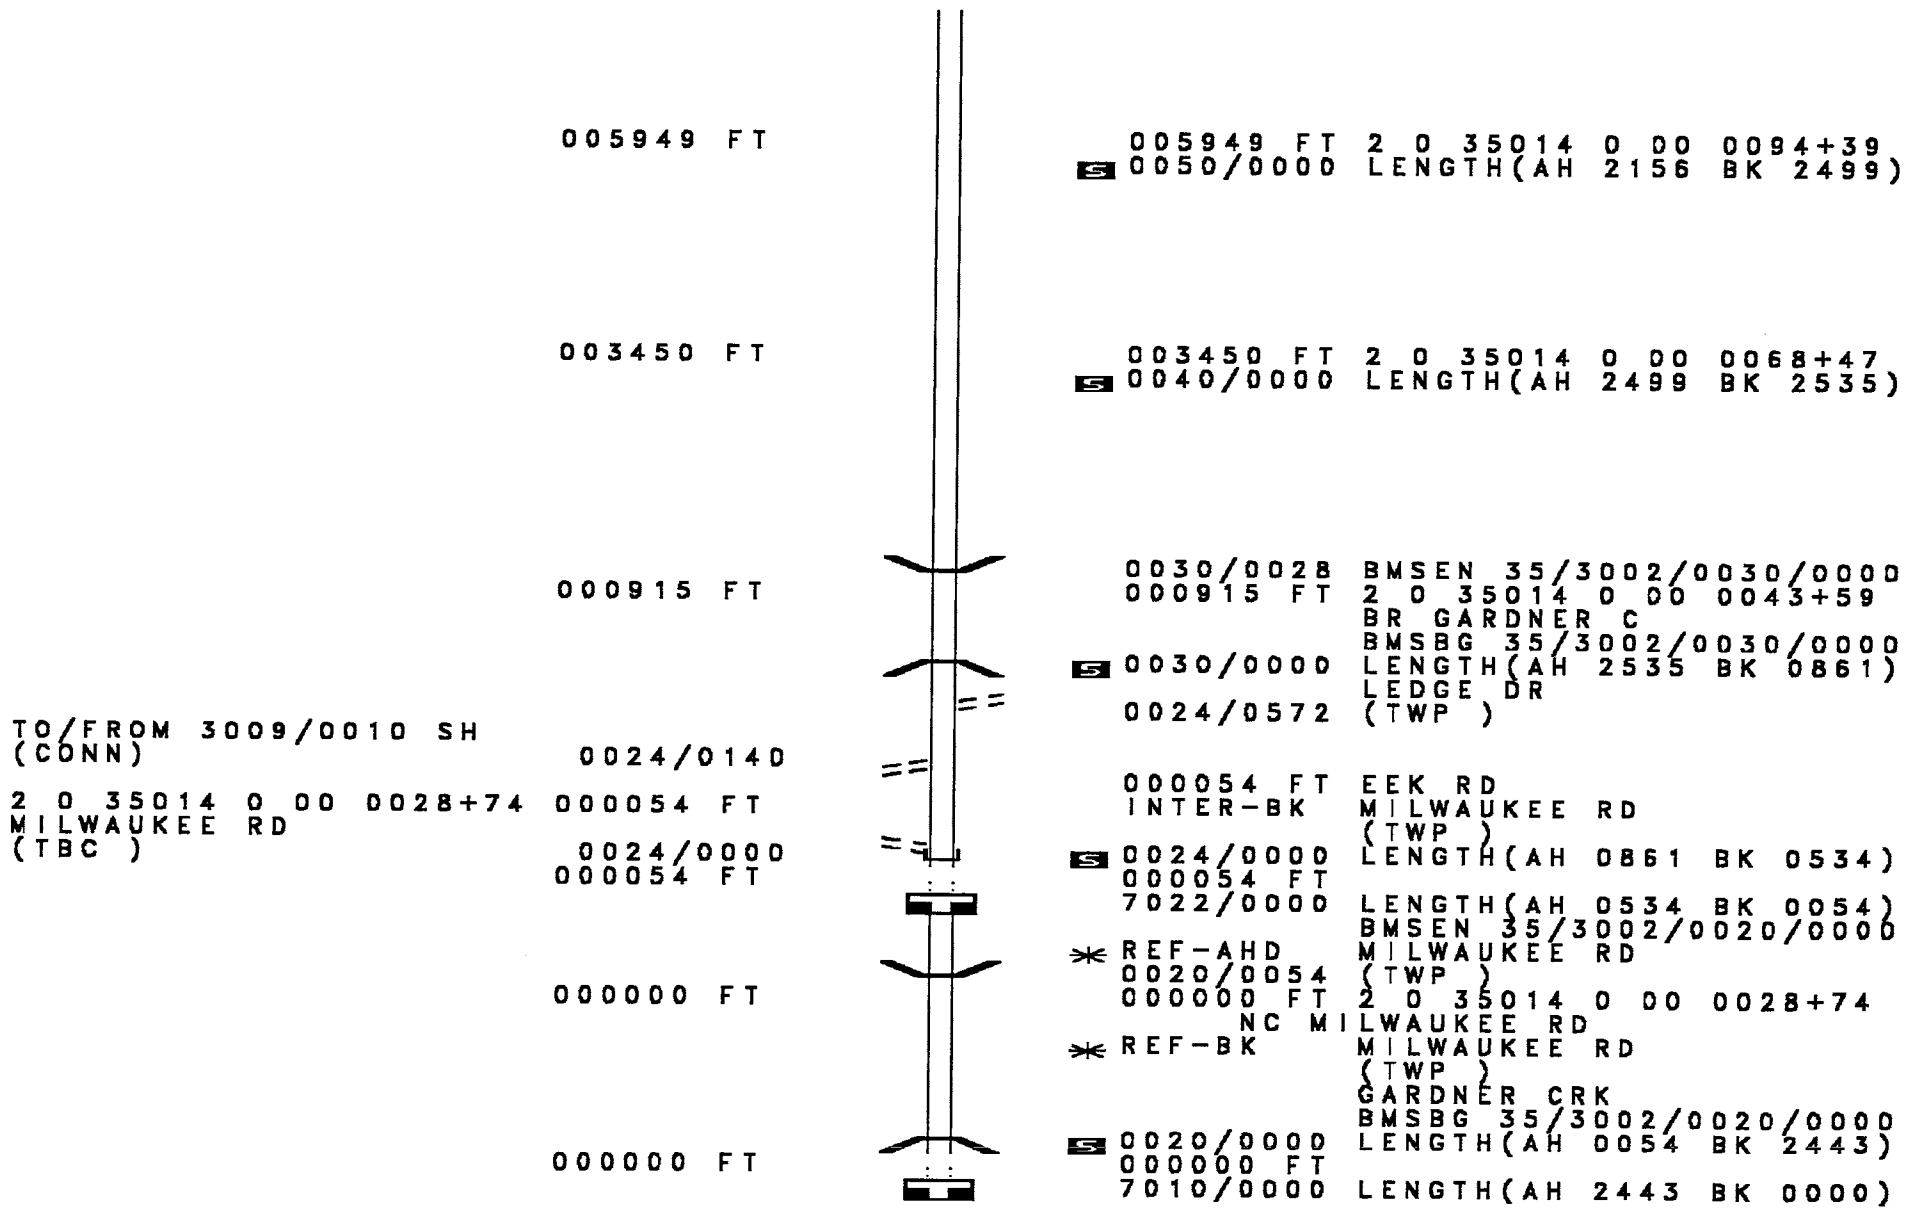 005949 FT
005949 FT 2 0 35014 0 00 0094+39
S 0050/0000 LENGTH(AH 2156 BK 2499)
003450 FT
003450 FT 2 0 35014 0 00 0068+47
S 0040/0000 LENGTH(AH 2499 BK 2535)
0030/0028 BMSEN 35/3002/0030/0000
000915 FT
000915 FT 2 0 35014 0 00 0043+59
BR GARDNER C
BMSBG 35/3002/0030/0000
S 0030/0000 LENGTH(AH 2535 BK 0861)
LEDGE DR
0024/0572 (TWP )
TO/FROM 3009/0010 SH
(CONN) 0024/0140
000054 FT EEK RD
2 0 35014 0 00 0028+74 000054 FT
INTER-BK MILWAUKEE RD
MILWAUKEE RD
(TWP )
(TBC ) 0024/0000
S 0024/0000 LENGTH(AH 0861 BK 0534)
000054 FT
000054 FT
7022/0000 LENGTH(AH 0534 BK 0054)
BMSEN 35/3002/0020/0000
REF-AHD MILWAUKEE RD
0020/0054 (TWP )
000000 FT
000000 FT 2 0 35014 0 00 0028+74
NC MILWAUKEE RD
REF-BK MILWAUKEE RD
(TWP )
GARDNER CRK
BMSBG 35/3002/0020/0000
S 0020/0000 LENGTH(AH 0054 BK 2443)
000000 FT
000000 FT
7010/0000 LENGTH(AH 2443 BK 0000)